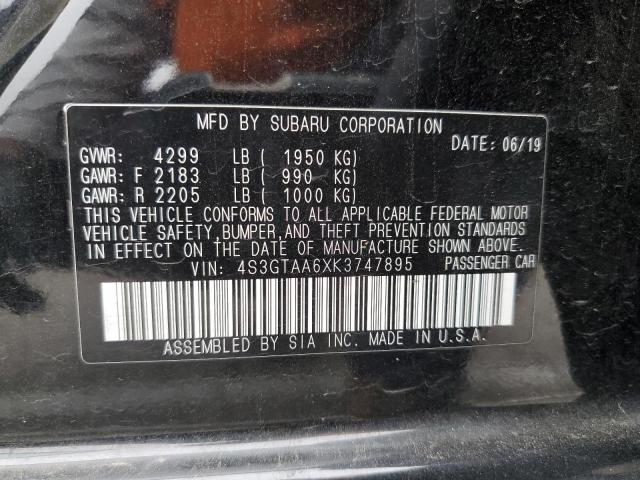 MFD BY SUBARU CORPORATION
DATE: 06/19
GVWR: 4299 LB ( 1950 KG)
GAWR: F 2183 LB ( 990 KG)
GAWR: R 2205 LB ( 1000 KG)
THIS VEHICLE CONFORMS TO ALL APPLICABLE FEDERAL MOTOR
VEHICLE SAFETY, BUMPER, AND THEFT PREVENTION STANDARDS
IN EFFECT ON THE DATE OF MANUFACTURE SHOWN ABOVE.
VIN: 4S3GTAA6XK3747895 PASSENGER CAR
ASSEMBLED BY SIA INC. MADE IN U.S.A.